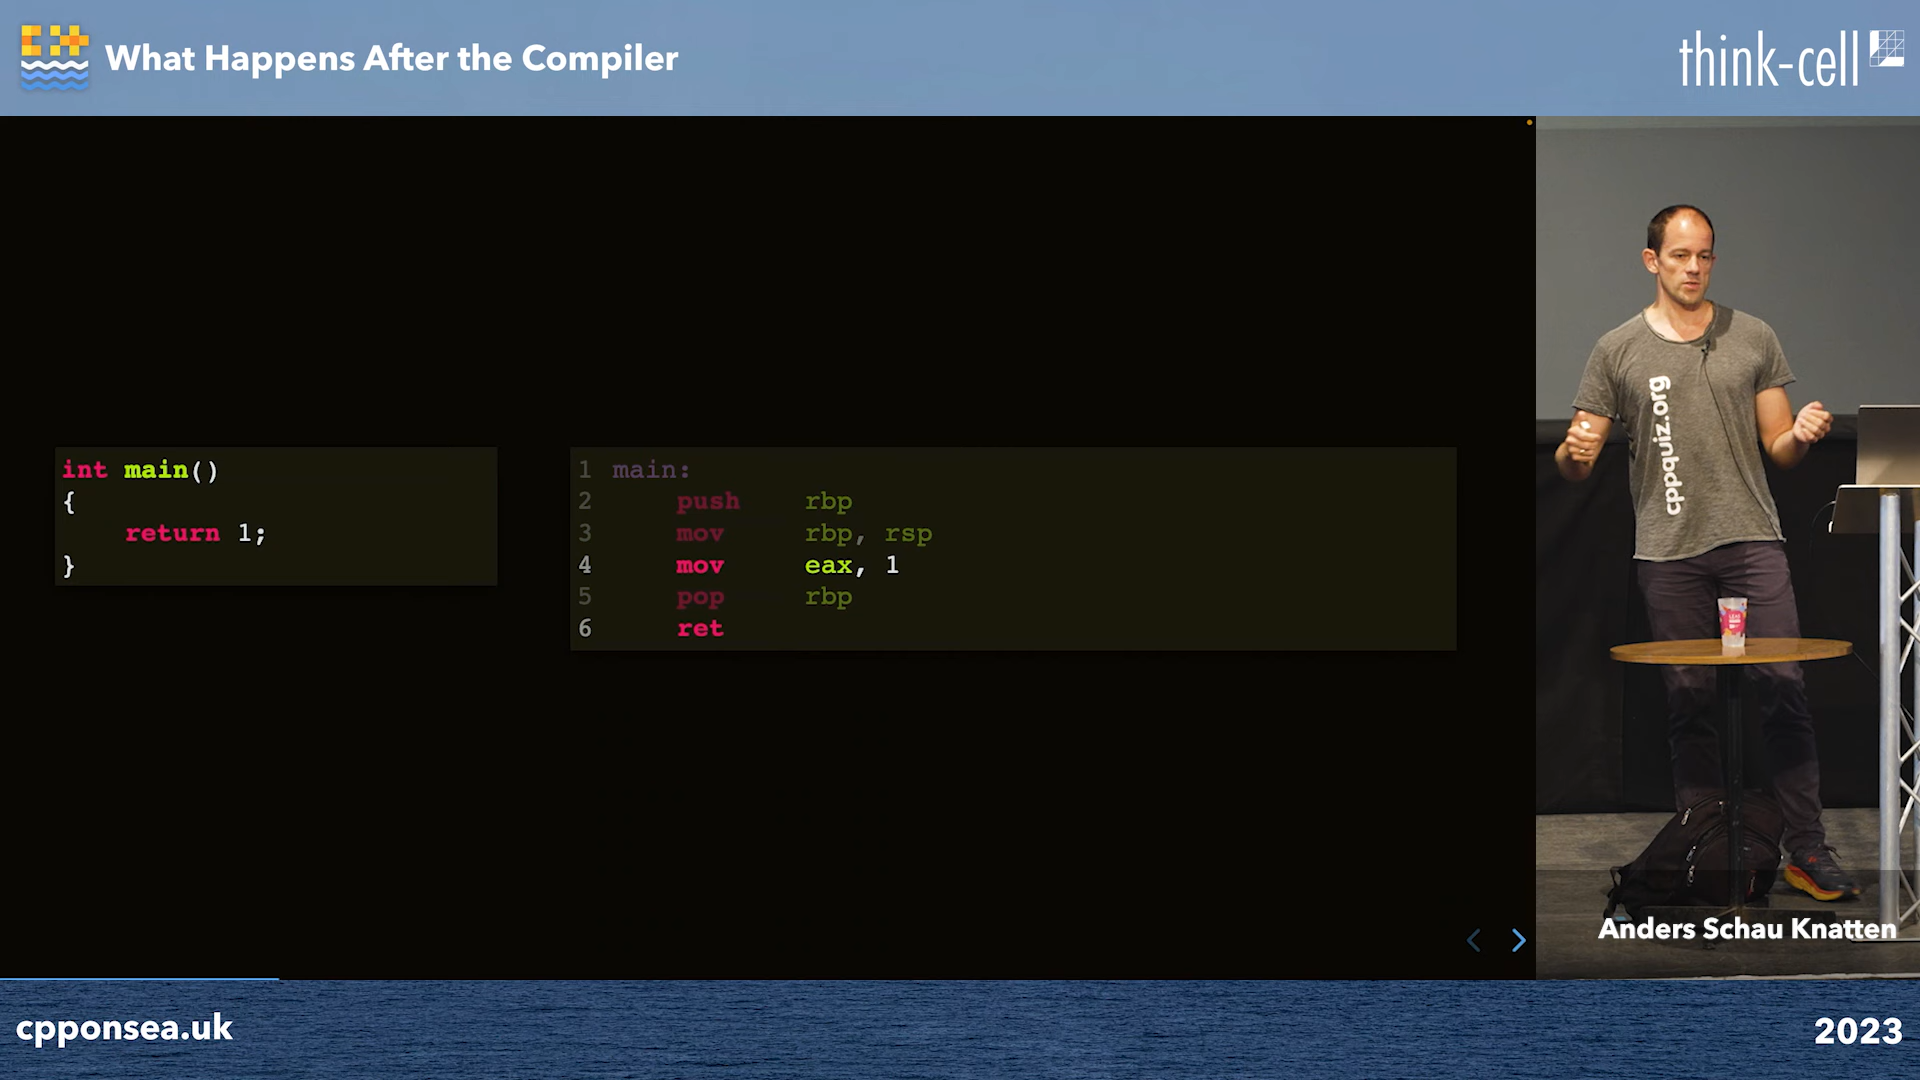 What Happens After the Compiler
think-cell
int main()
{
    return 1;
}
1 main:
2     push    rbp
3     mov     rbp, rsp
4     mov     eax, 1
5     pop     rbp
6     ret
cppquiz.org
Anders Schau Knatten
cpponsea.uk
2023